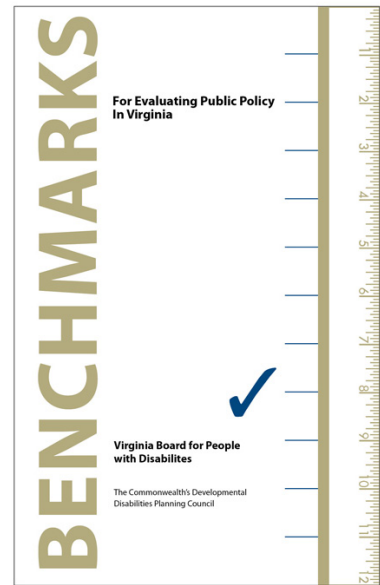 BENCHMARKS
For Evaluating Public Policy
In Virginia
Virginia Board for People
with Disabilites
The Commonwealth's Developmental
Disabilities Planning Council
1
2
3
4
5
6
7
8
9
10
11
12